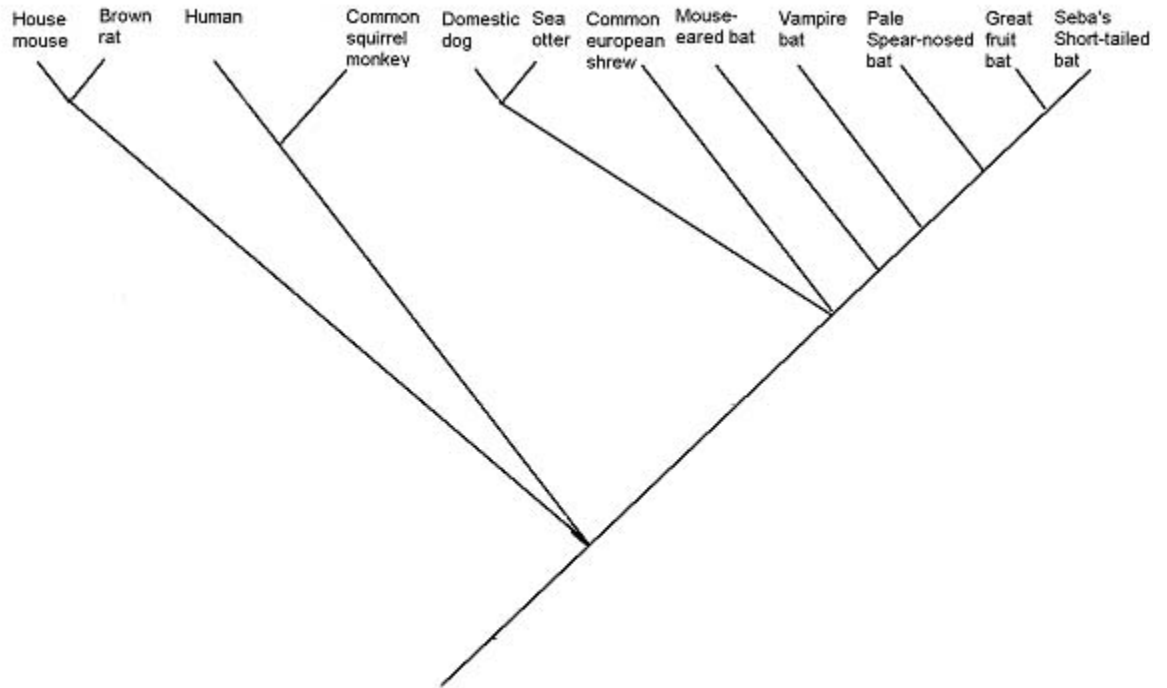 House
mouse
Brown
rat
Human
Common
squirrel
monkey
Domestic
dog
Sea
otter
Common
european
shrew
Mouse-
eared bat
Vampire
bat
Pale
Spear-nosed
bat
Great
fruit
bat
Seba's
Short-tailed
bat